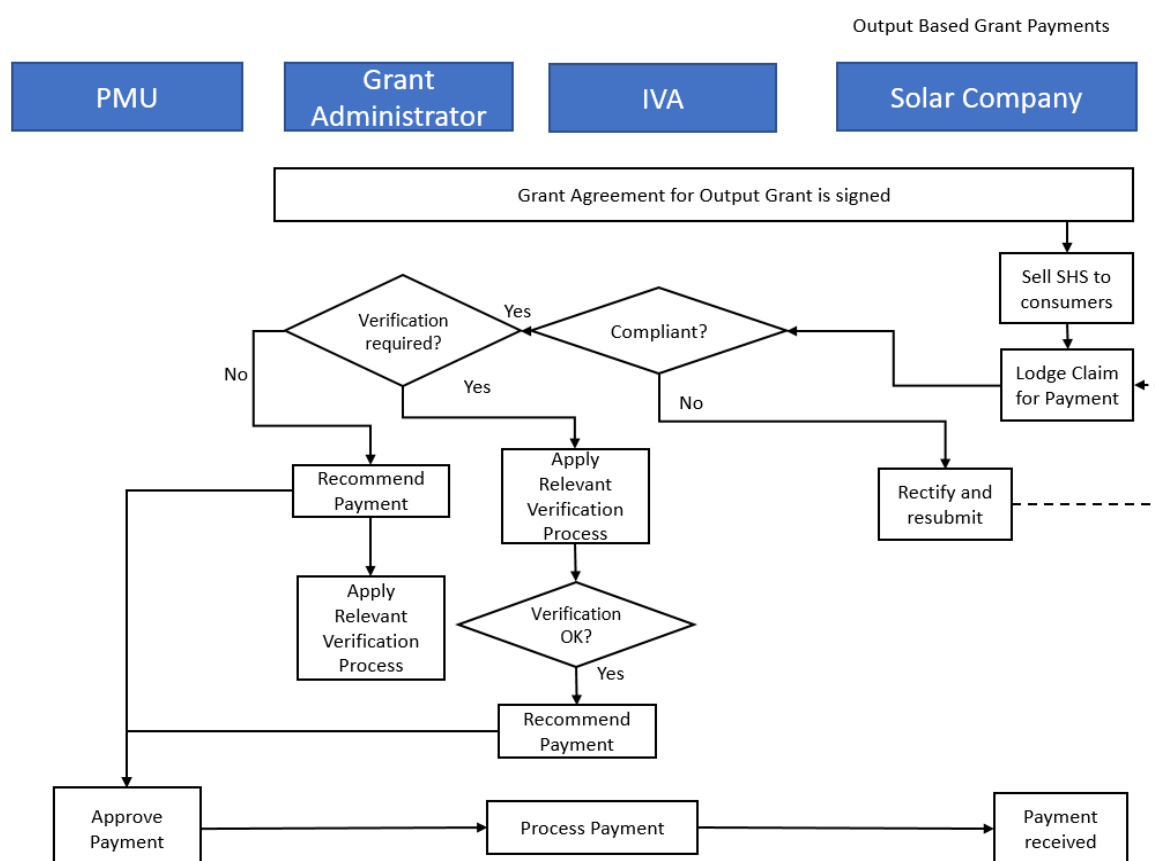 Output Based Grant Payments
PMU
Grant
Administrator
IVA
Solar Company
Grant Agreement for Output Grant is signed
Sell SHS to
consumers
Verification
required?
Yes
Compliant?
Lodge Claim
for Payment
No
Yes
No
Recommend
Payment
Apply
Relevant
Verification
Process
Rectify and
resubmit
Apply
Relevant
Verification
Process
Verification
OK?
Yes
Recommend
Payment
Approve
Payment
Process Payment
Payment
received